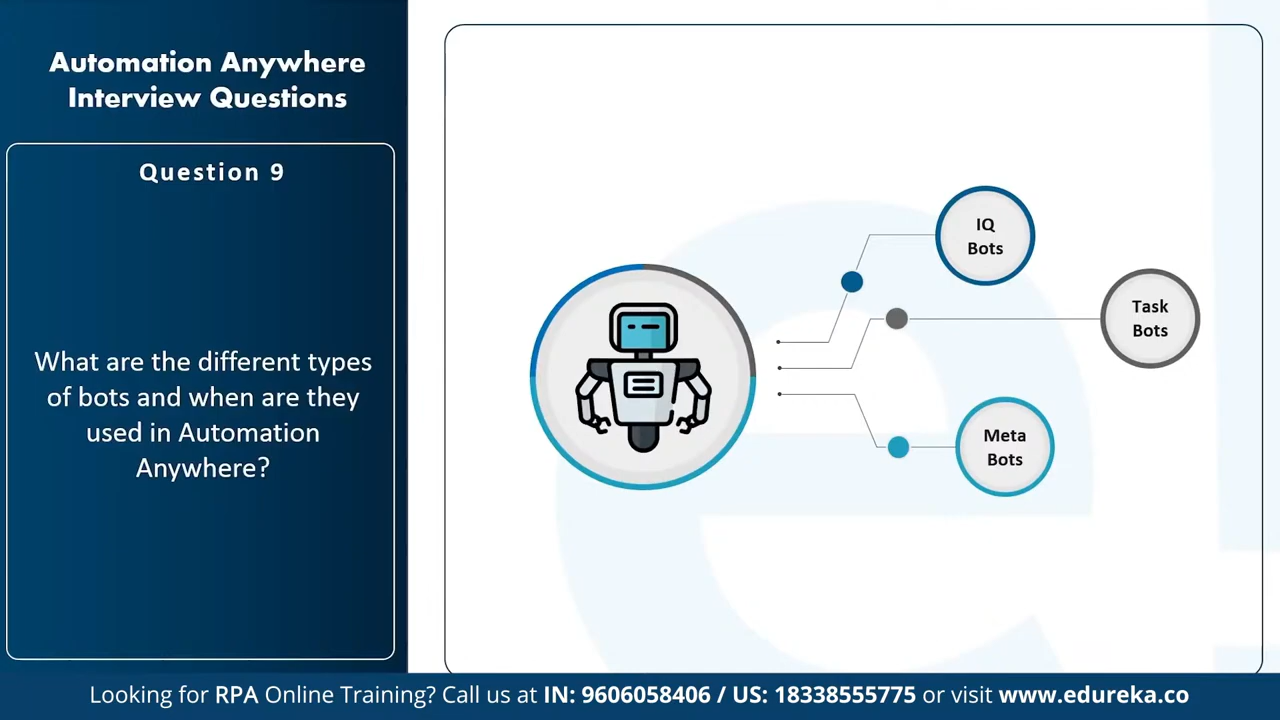 Automation Anywhere
Interview Questions
Question 9
What are the different types
of bots and when are they
used in Automation
Anywhere?
IQ
Bots
Task
Bots
Meta
Bots
Looking for RPA Online Training? Call us at IN: 9606058406 / US: 18338555775 or visit www.edureka.co